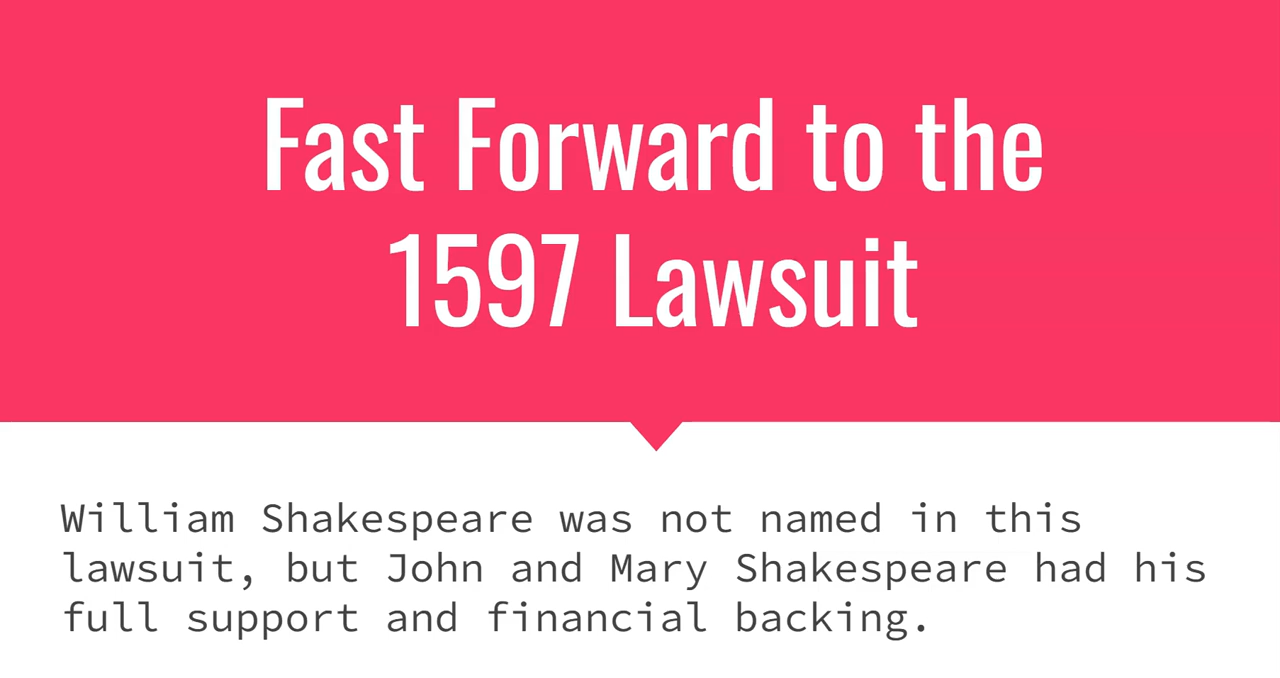 Fast Forward to the
1597 Lawsuit
William Shakespeare was not named in this
lawsuit, but John and Mary Shakespeare had his
full support and financial backing.